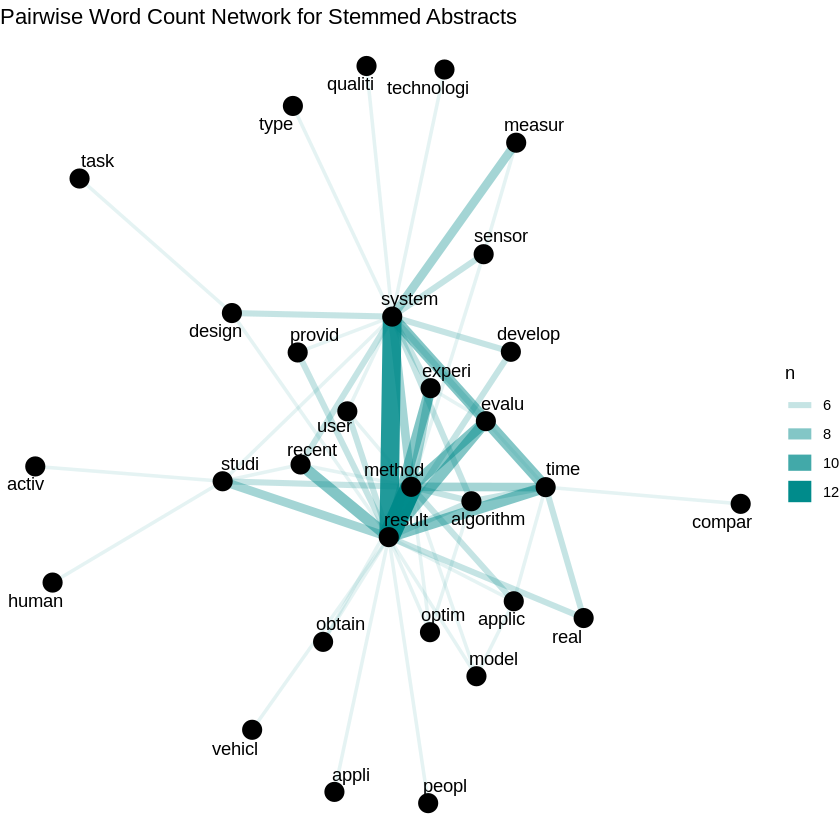 Pairwise Word Count Network for Stemmed Abstracts
qualiti
technologi
type
measur
task
sensor
system
design
provid
develop
experi
evalu
user
recent
studi
method
time
activ
result
algorithm
compar
human
obtain
optim
applic
real
model
vehicl
appli
peopl
n
6
8
10
12